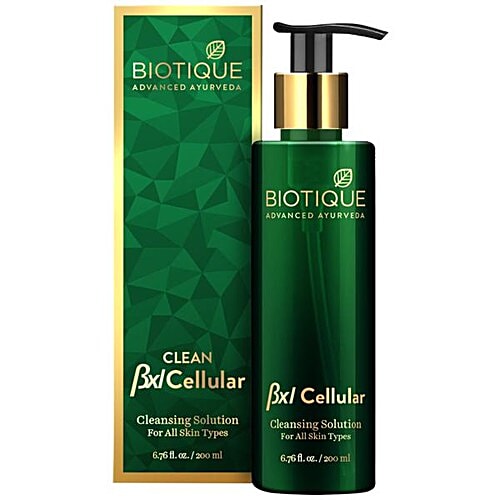 BIOTIQUE
ADVANCED AYURVEDA
CLEAN
βxl Cellular
Cleansing Solution
For All Skin Types
6.76 fl. oz. / 200 ml
BIOTIQUE
ADVANCED AYURVEDA
βxl Cellular
Cleansing Solution
For All Skin Types
6.76 fl. oz. / 200 ml